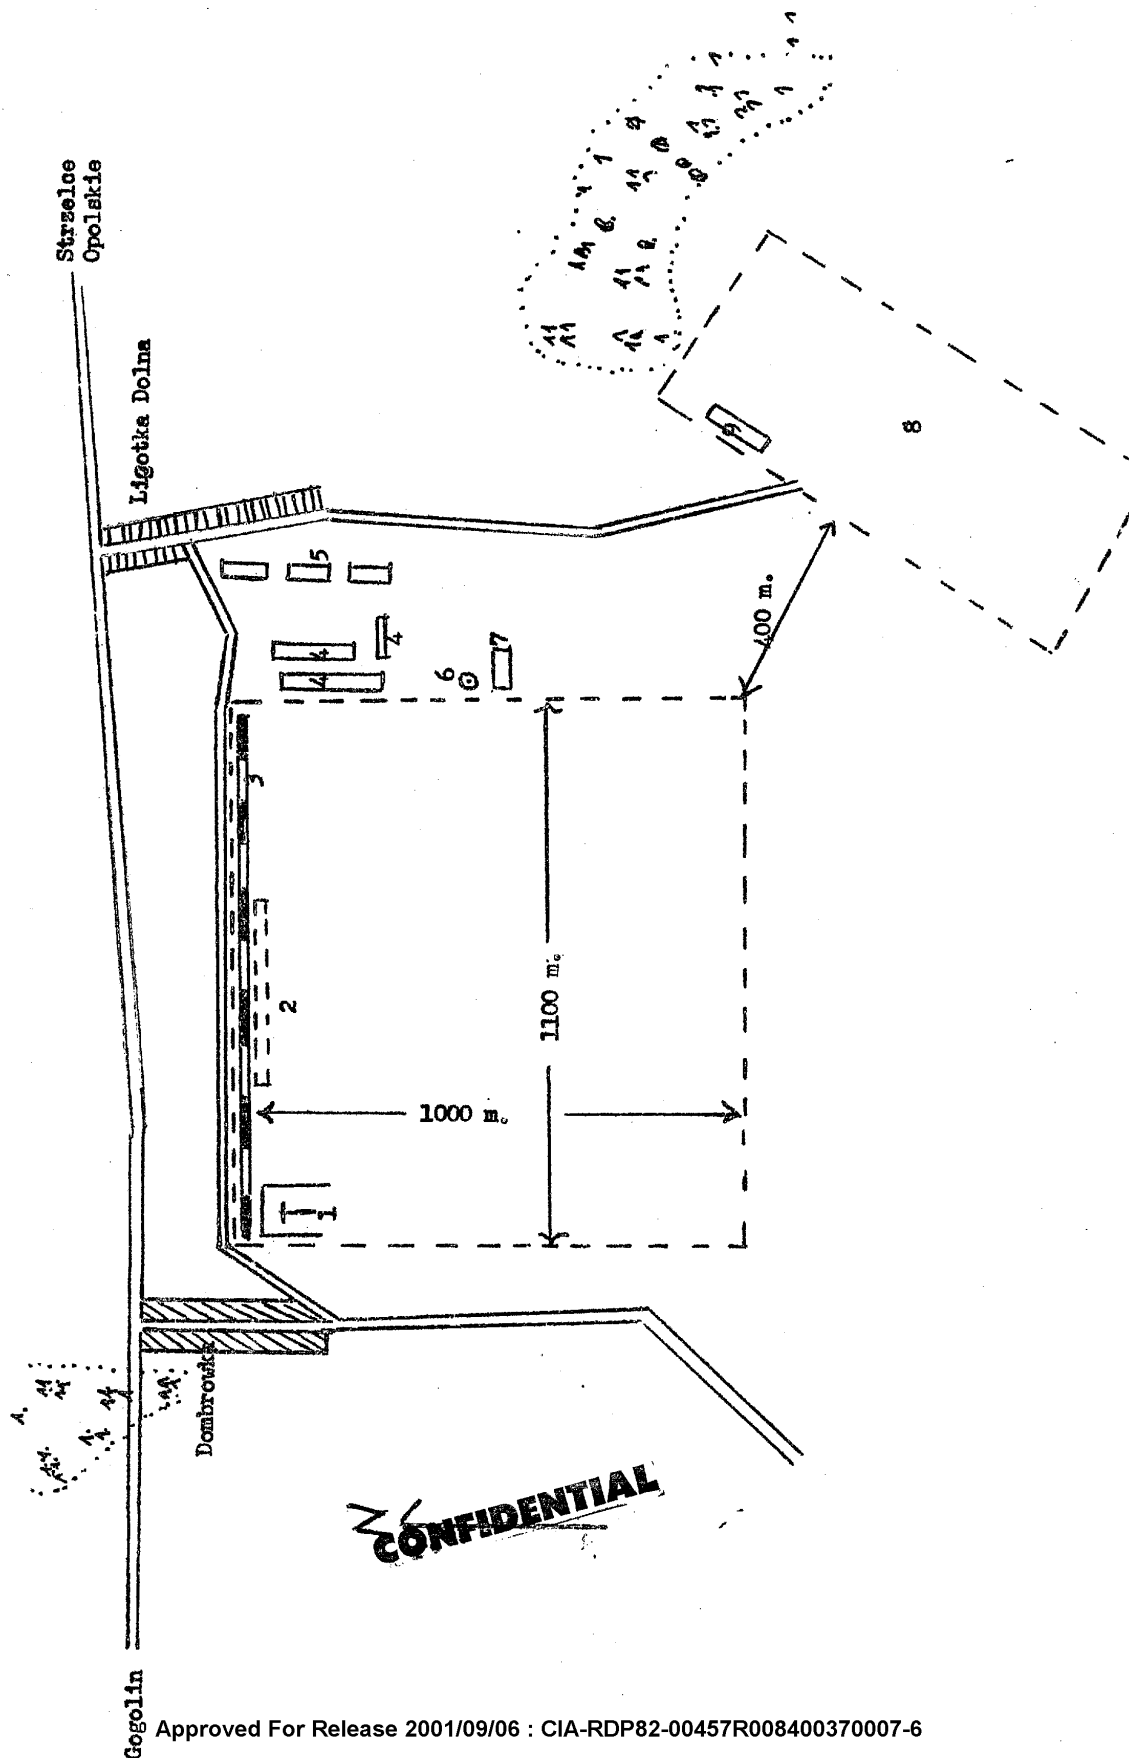 Strzelce
Opolskie
Ligotka Dolna
5
4
4
4
6
7
3
2
1
9
8
400 m.
1100 m.
1000 m.
Dombrowka
Gogolin
N
CONFIDENTIAL
Approved For Release 2001/09/06 : CIA-RDP82-00457R008400370007-6